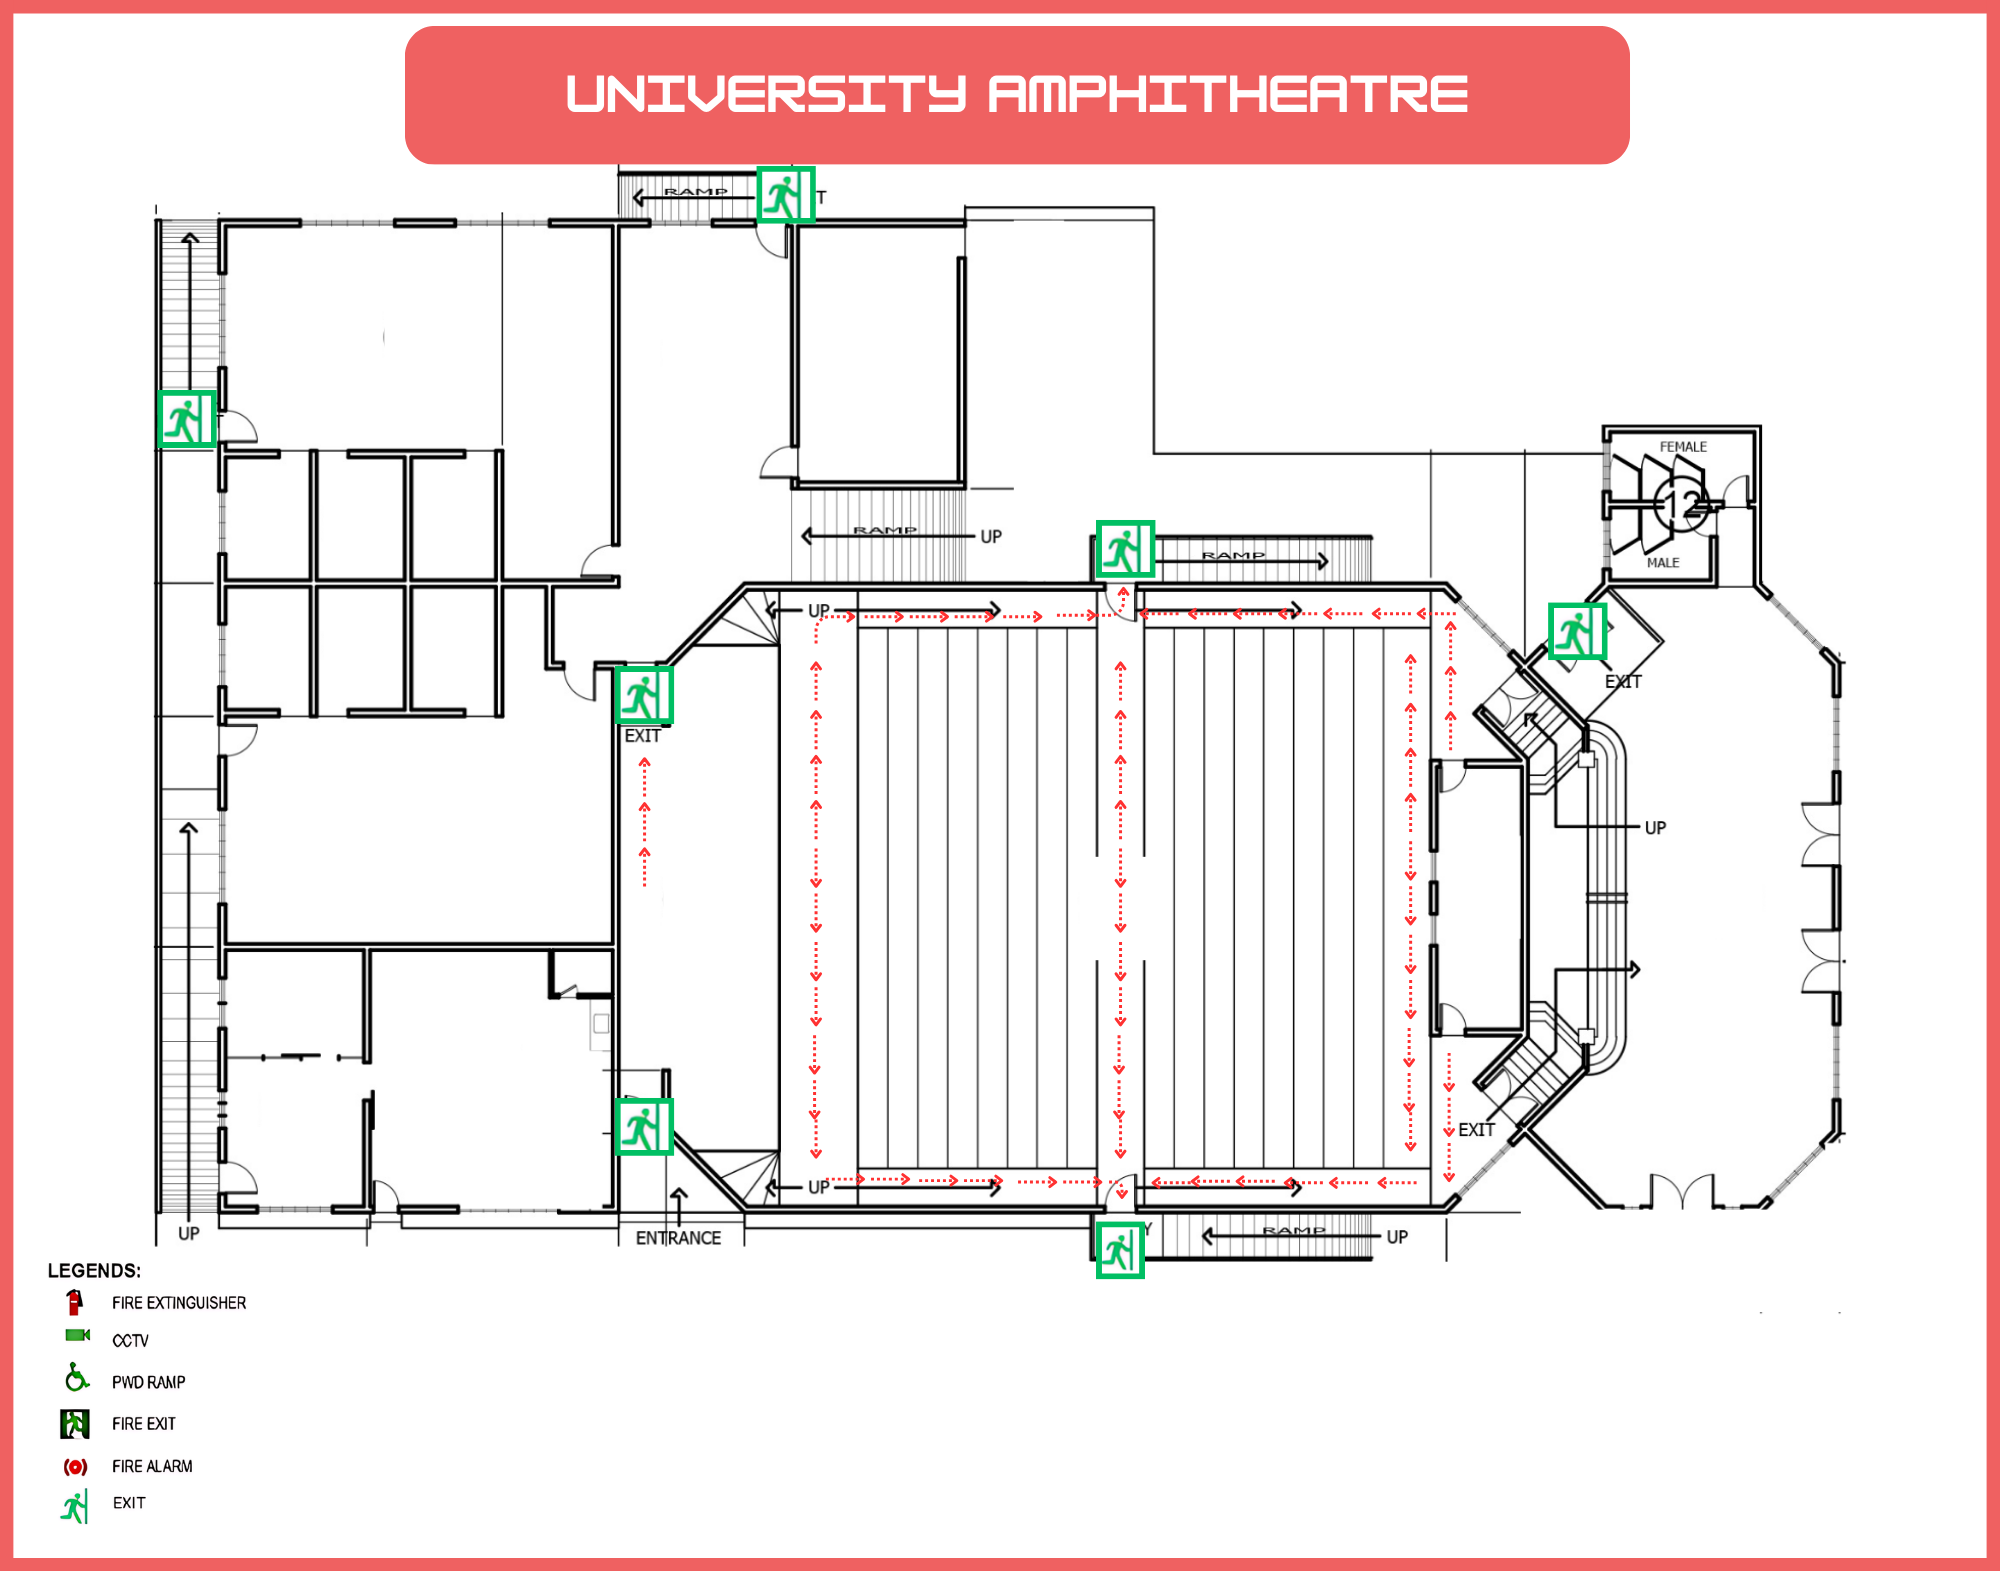 UNIVERSITY AMPHITHEATRE
RAMP
T
FEMALE
12
MALE
RAMP
UP
RAMP
UP
EXIT
EXIT
UP
UP
EXIT
UP
ENTRANCE
Y
RAMP
UP
LEGENDS:
FIRE EXTINGUISHER
CCTV
PWD RAMP
FIRE EXIT
FIRE ALARM
EXIT